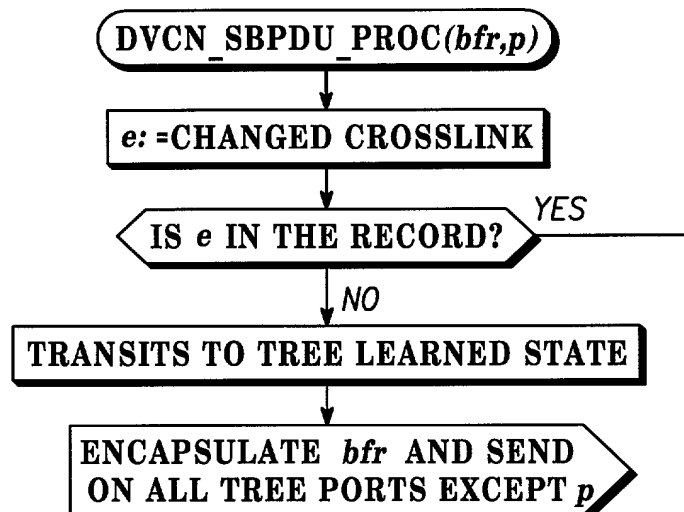 DVCN_SBPDU_PROC(bfr,p)
e: =CHANGED CROSSLINK
IS e IN THE RECORD?
YES
NO
TRANSITS TO TREE LEARNED STATE
ENCAPSULATE bfr AND SEND
ON ALL TREE PORTS EXCEPT p